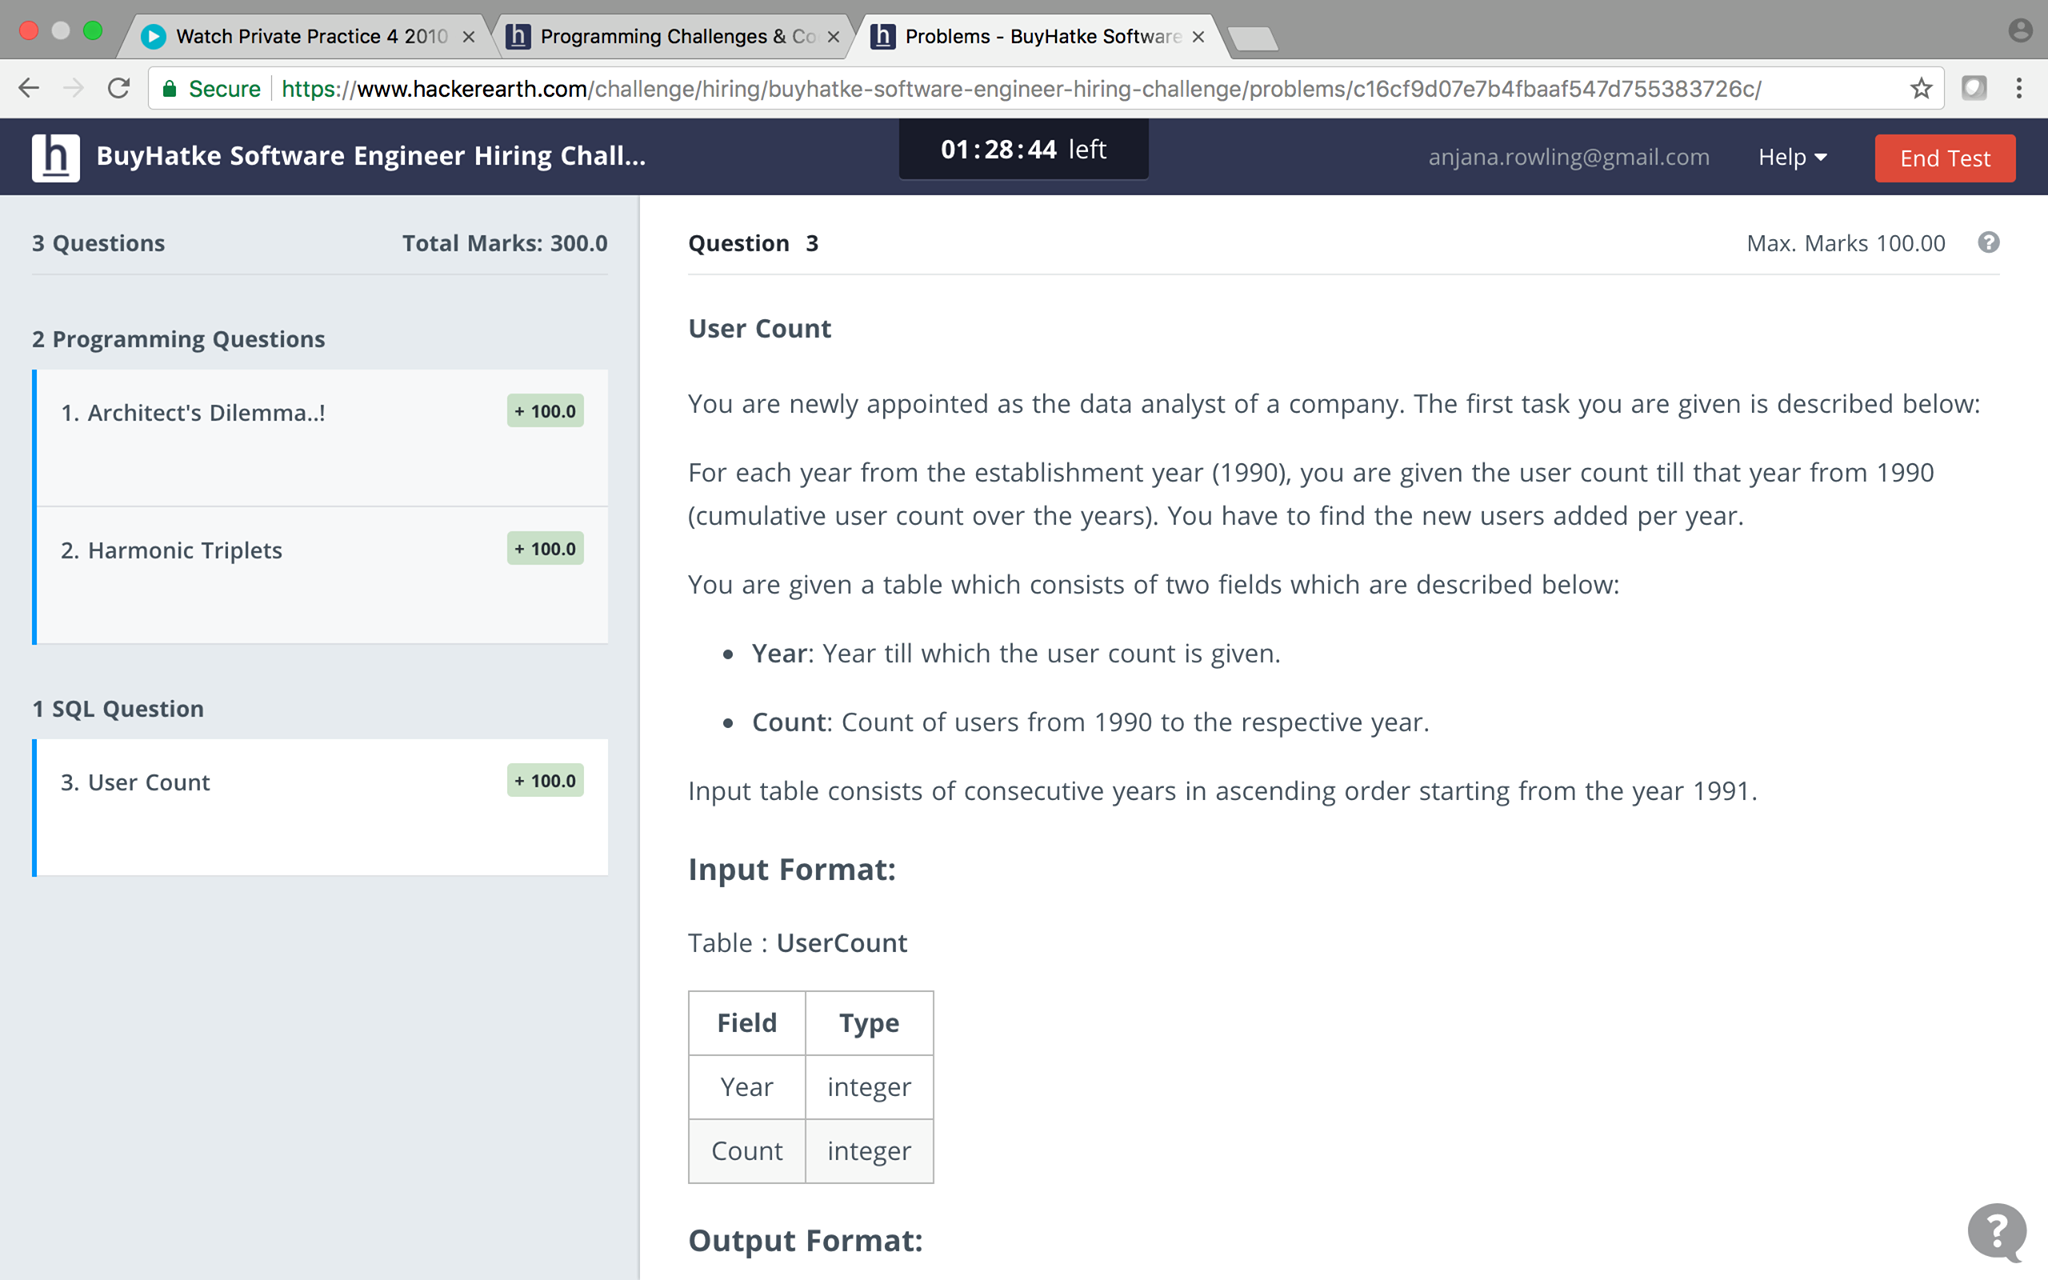 Watch Private Practice 4 2010
Programming Challenges & Co
Problems - BuyHatke Software
Secure https://www.hackerearth.com/challenge/hiring/buyhatke-software-engineer-hiring-challenge/problems/c16cf9d07e7b4fbaaf547d755383726c/
h BuyHatke Software Engineer Hiring Chall...
01:28:44 left
anjana.rowling@gmail.com
Help
End Test
3 Questions
Total Marks: 300.0
2 Programming Questions
1. Architect's Dilemma..!
+ 100.0
2. Harmonic Triplets
+ 100.0
1 SQL Question
3. User Count
+ 100.0
Question 3
Max. Marks 100.00
?
User Count
You are newly appointed as the data analyst of a company. The first task you are given is described below:
For each year from the establishment year (1990), you are given the user count till that year from 1990
(cumulative user count over the years). You have to find the new users added per year.
You are given a table which consists of two fields which are described below:
• Year: Year till which the user count is given.
• Count: Count of users from 1990 to the respective year.
Input table consists of consecutive years in ascending order starting from the year 1991.
Input Format:
Table : UserCount
Field Type
Year integer
Count integer
Output Format:
?